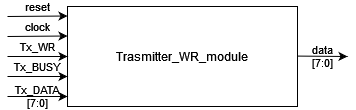 reset
clock
Tx_WR
Tx_BUSY
Tx_DATA
[7:0]
Trasmitter_WR_module
data
[7:0]